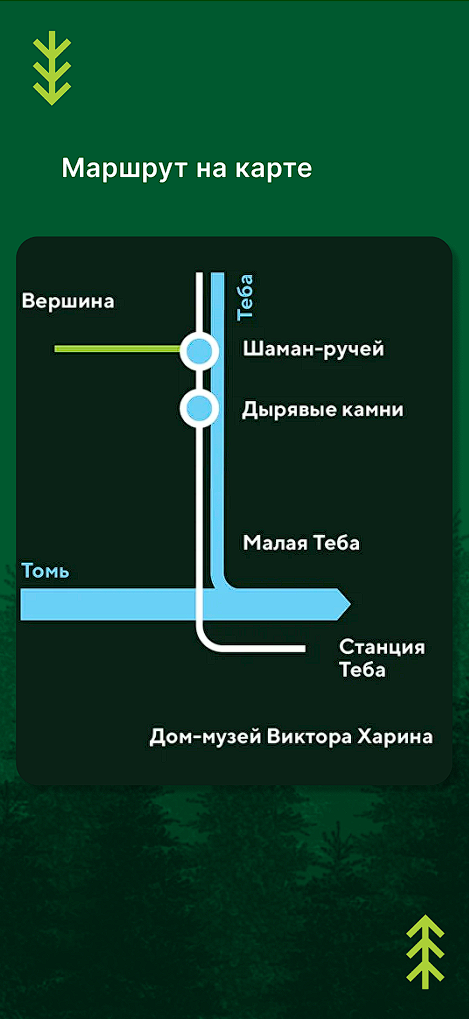 Маршрут на карте
Теба
Вершина
Шаман-ручей
Дырявые камни
Малая Теба
Томь
Станция
Теба
Дом-музей Виктора Харина